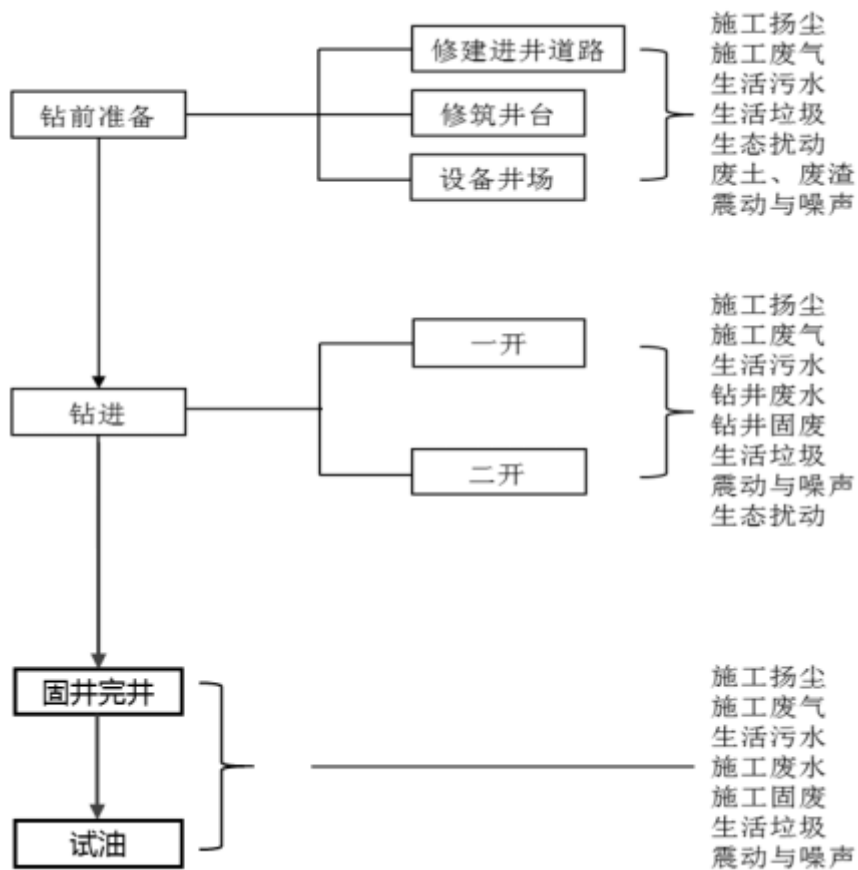 钻前准备
修建进井道路
修筑井台
设备井场
施工扬尘
施工废气
生活污水
生活垃圾
生态扰动
废土、废渣
震动与噪声
钻进
一开
二开
施工扬尘
施工废气
生活污水
钻井废水
钻井固废
生活垃圾
震动与噪声
生态扰动
固井完井
试油
施工扬尘
施工废气
生活污水
施工废水
施工固废
生活垃圾
震动与噪声